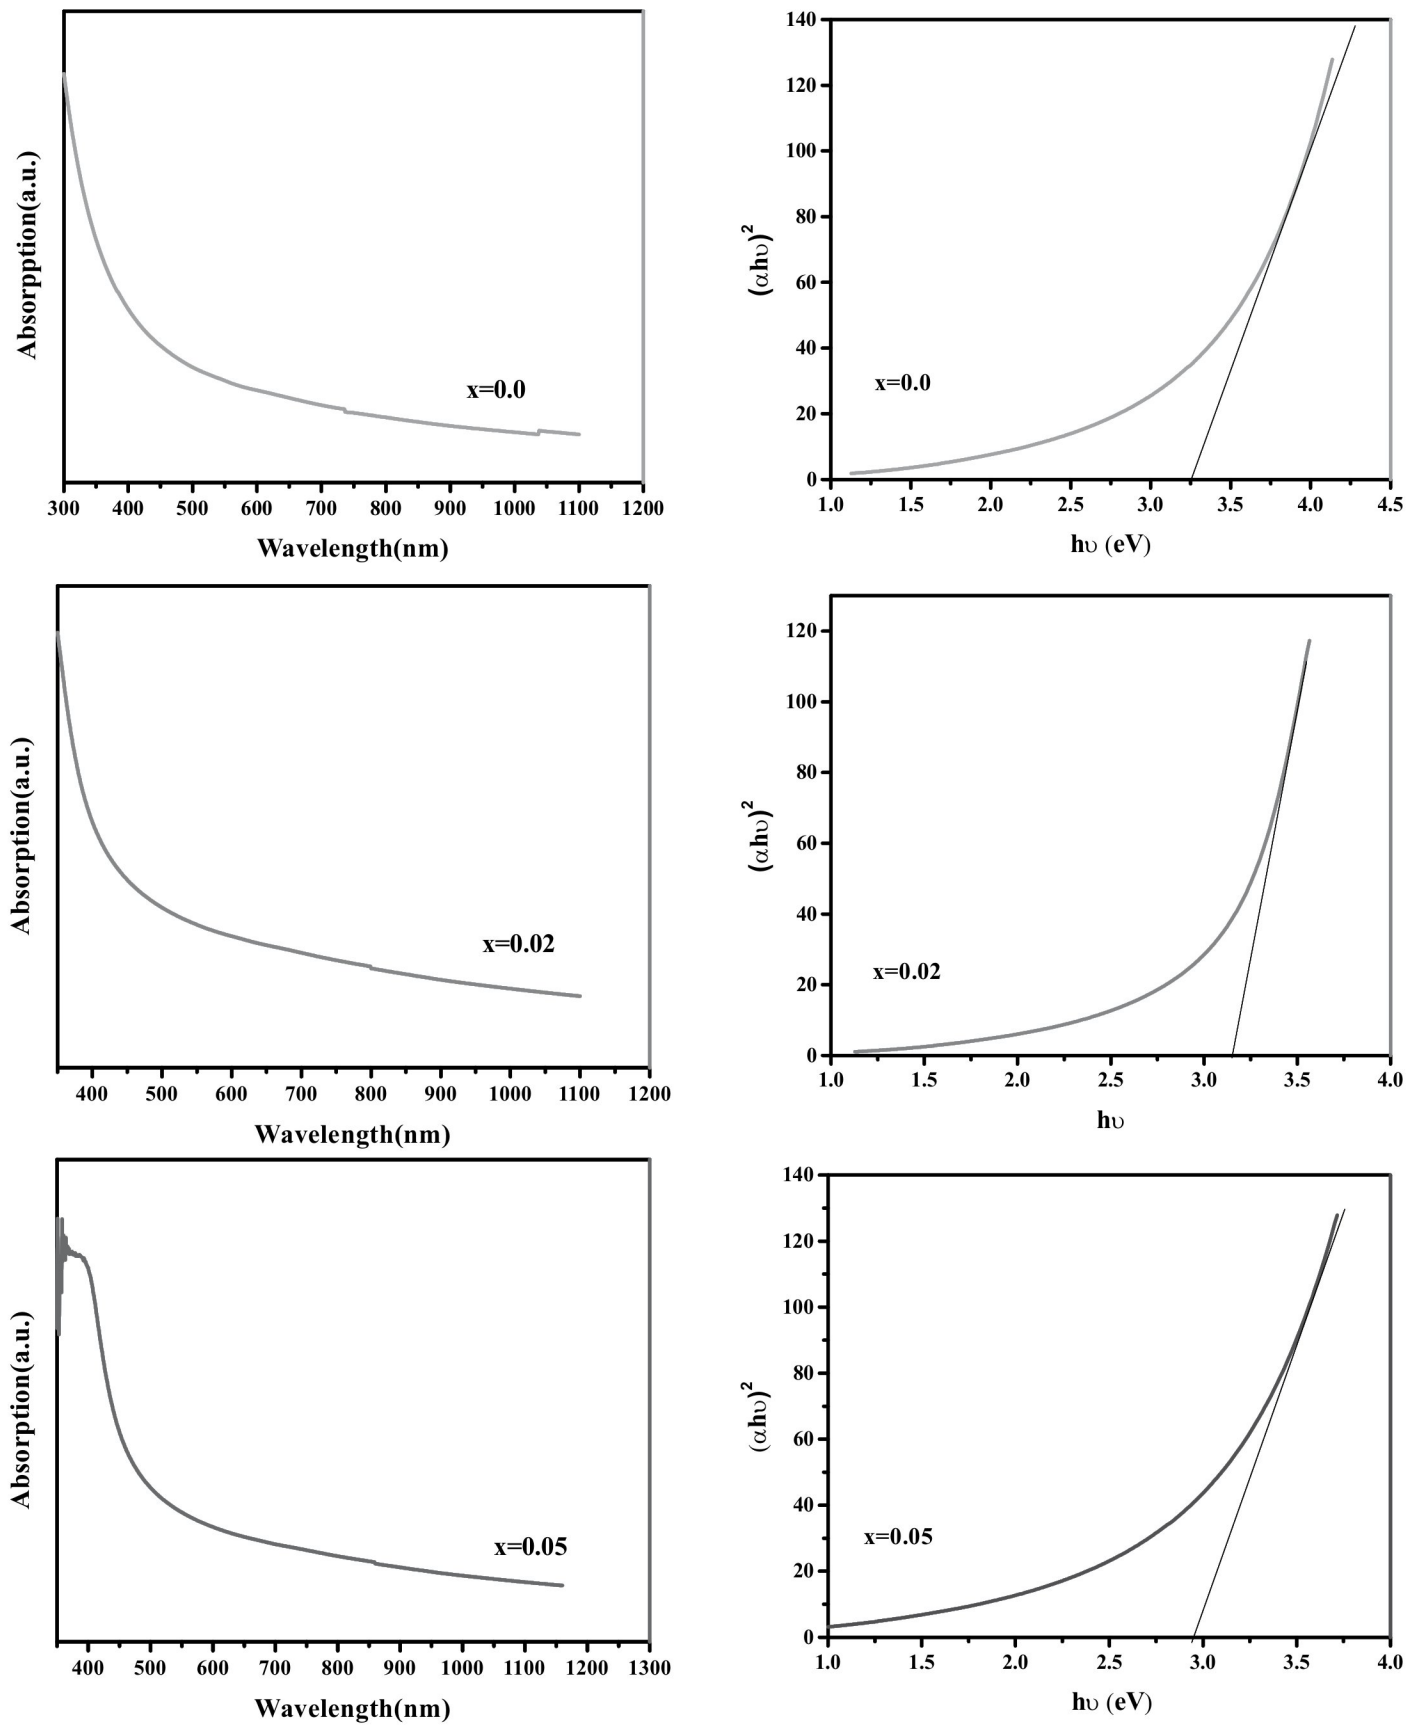 Absorpption(a.u.)
x=0.0
300 400 500 600 700 800 900 1000 1100 1200
Wavelength(nm)
140
120
100
80
60
40
20
0
(αhυ)²
x=0.0
1.0 1.5 2.0 2.5 3.0 3.5 4.0 4.5
hυ (eV)
Absorption(a.u.)
x=0.02
400 500 600 700 800 900 1000 1100 1200
Wavelength(nm)
120
100
80
60
40
20
0
(αhυ)²
x=0.02
1.0 1.5 2.0 2.5 3.0 3.5 4.0
hυ
Absorption(a.u.)
x=0.05
400 500 600 700 800 900 1000 1100 1200 1300
Wavelength(nm)
140
120
100
80
60
40
20
0
(αhυ)²
x=0.05
1.0 1.5 2.0 2.5 3.0 3.5 4.0
hυ (eV)